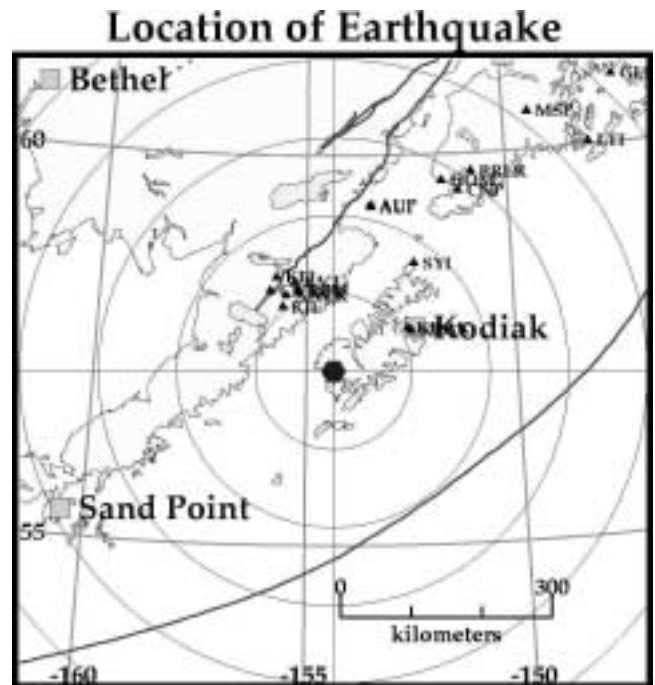 Location of Earthquake
Bethel
MSP
60
AUP
SYI
Kodiak
Sand Point
55
0 300
kilometers
-160 -155 -150